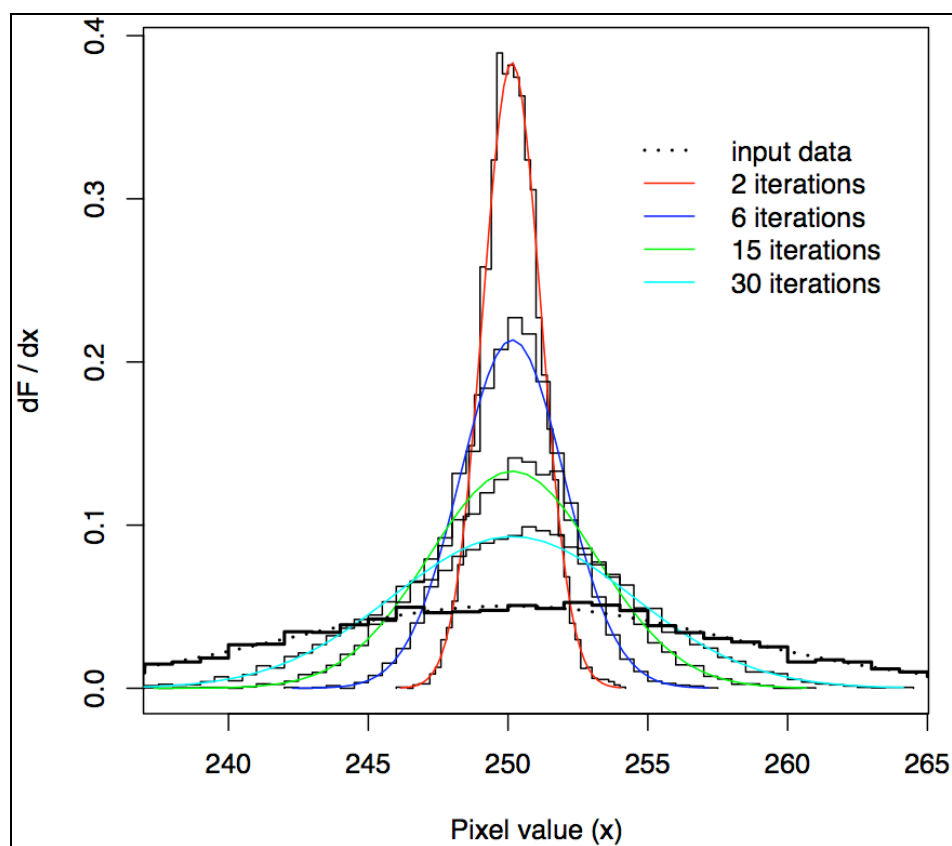 0.4
0.3
0.2
0.1
0.0
dF / dx
input data
2 iterations
6 iterations
15 iterations
30 iterations
240 245 250 255 260 265
Pixel value (x)